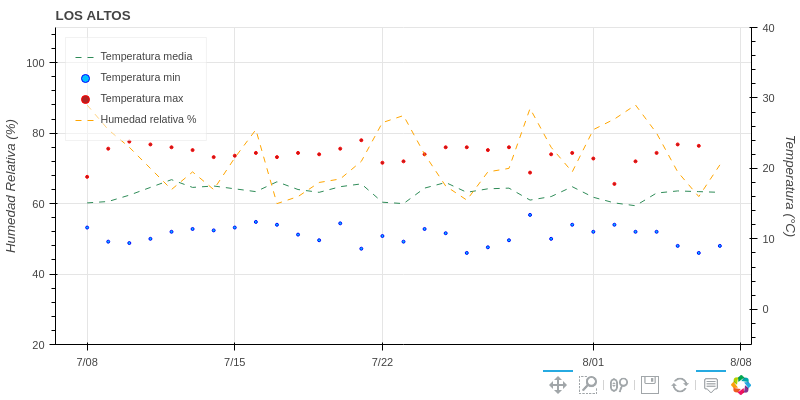 LOS ALTOS
Temperatura media
Temperatura min
Temperatura max
Humedad relativa %
Humedad Relativa (%)
100
80
60
40
20
40
30
20
10
0
Temperatura (°C)
7/08 7/15 7/22 8/01 8/08